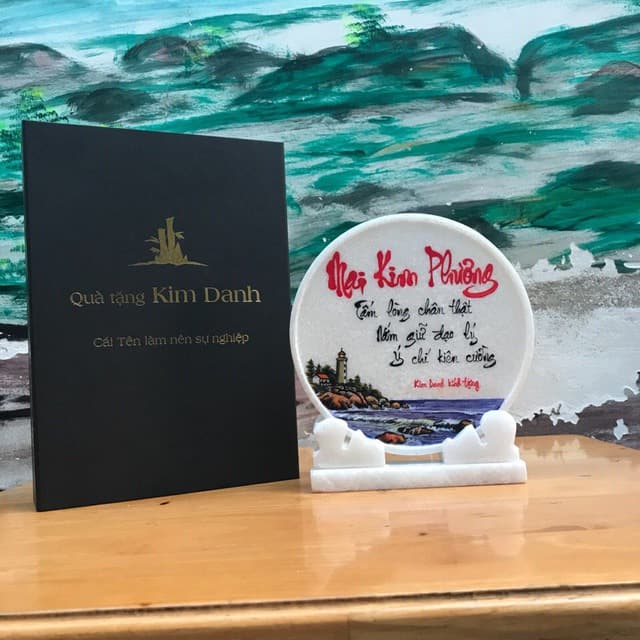 Quà tặng Kim Danh
Cái Tên làm nên sự nghiệp
Mai Kim Phường
Tấm lòng chân thật
Nắm giữ đạo lý
Ý chí kiên cường
Kim Danh kính tặng